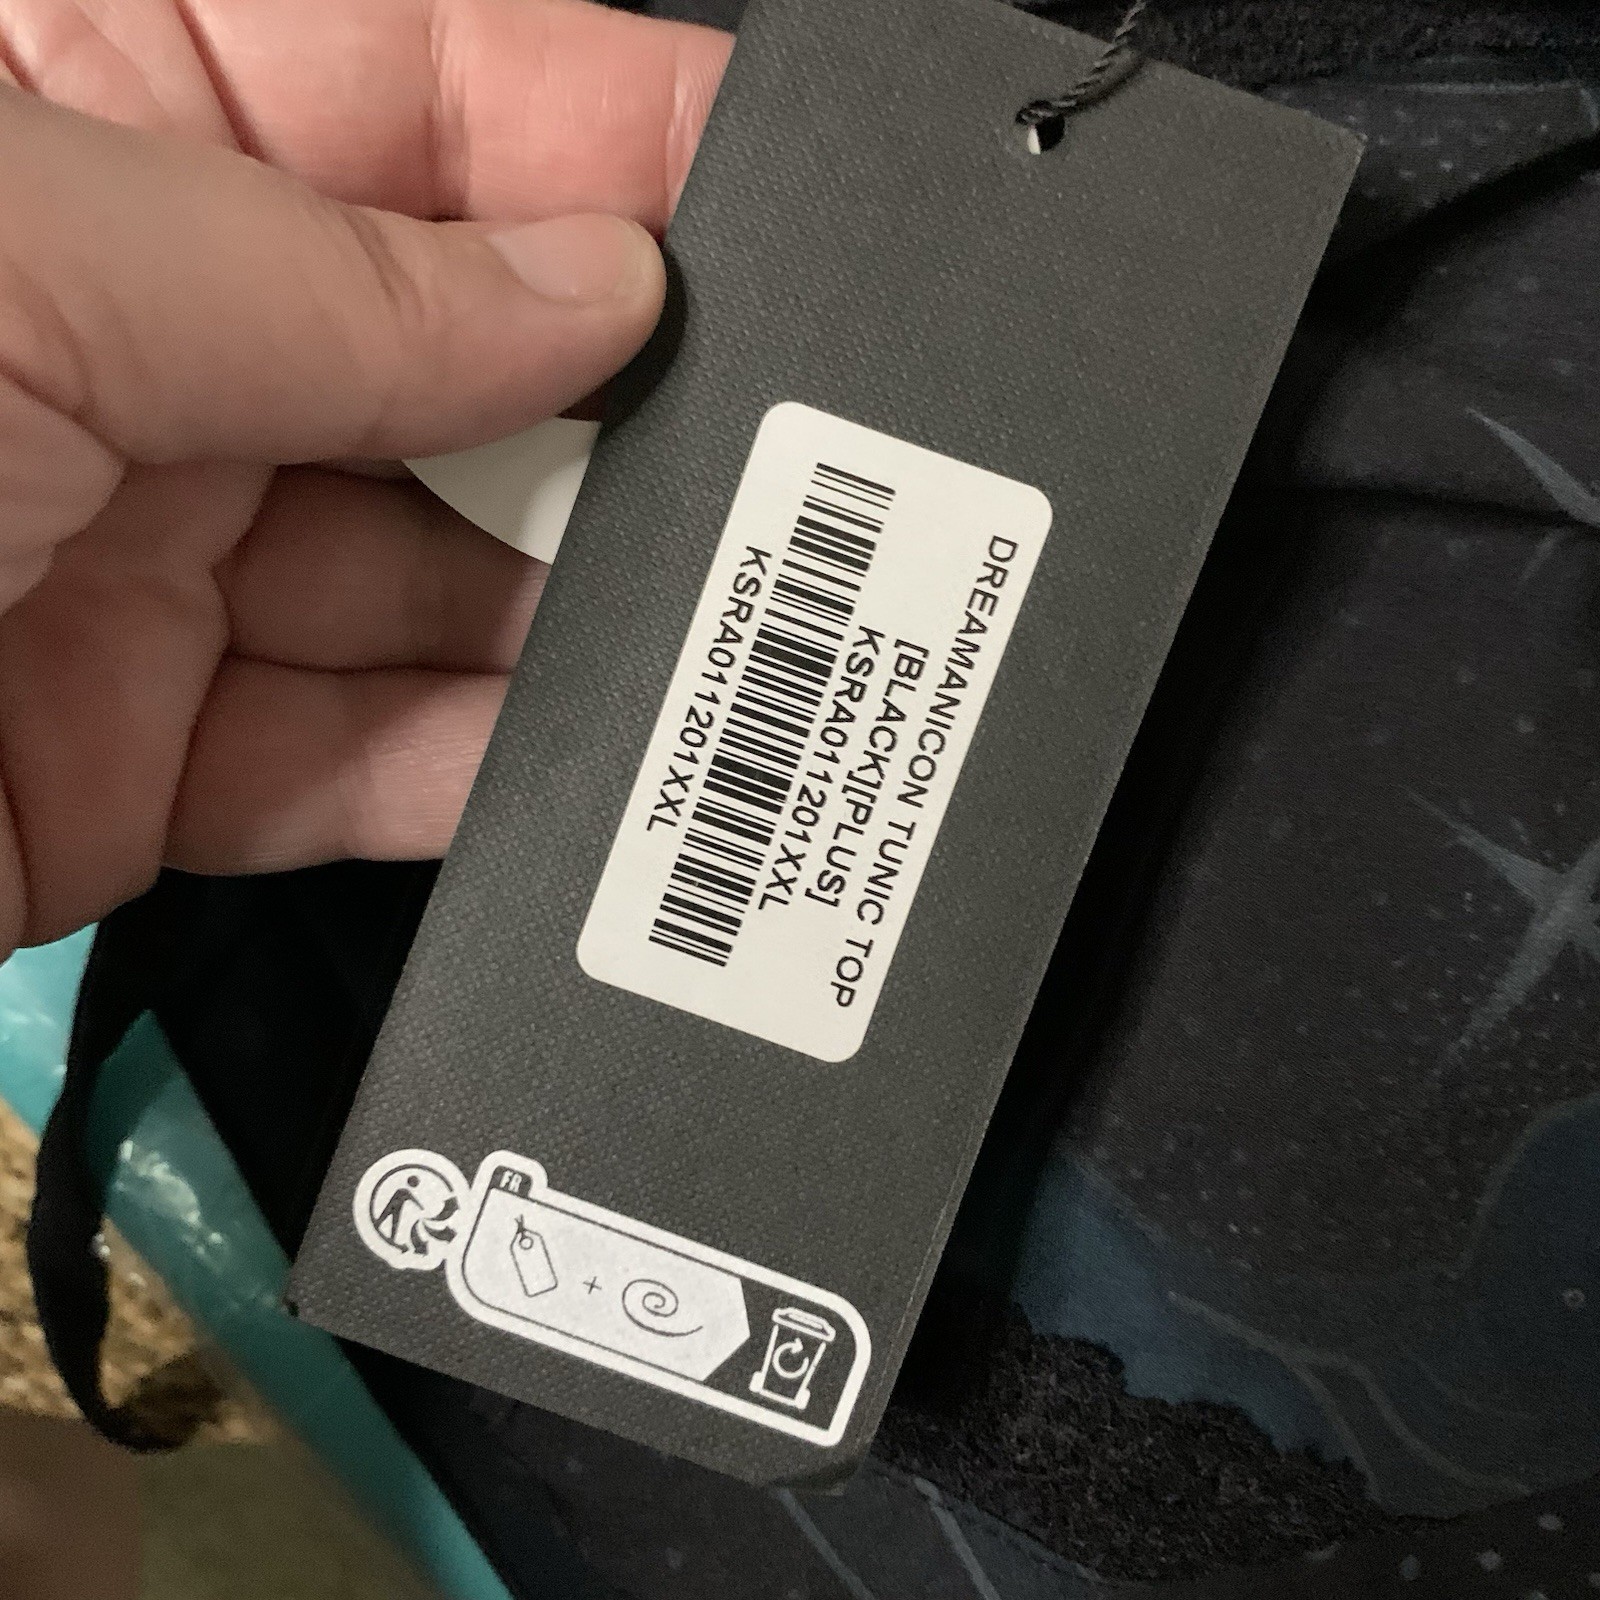 DREAMANICON TUNIC TOP
[BLACK][PLUS]
KSRA011201XXL
KSRA011201XXL
FR